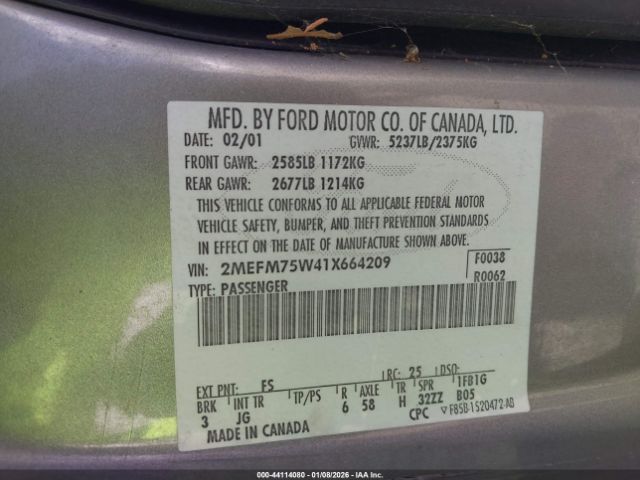 MFD. BY FORD MOTOR CO. OF CANADA, LTD.
DATE: 02/01 GVWR: 5237LB/2375KG
FRONT GAWR: 2585LB 1172KG
REAR GAWR: 2677LB 1214KG
THIS VEHICLE CONFORMS TO ALL APPLICABLE FEDERAL MOTOR
VEHICLE SAFETY, BUMPER, AND THEFT PREVENTION STANDARDS
IN EFFECT ON THE DATE OF MANUFACTURE SHOWN ABOVE.
VIN: 2MEFM75W41X664209 F0038
TYPE: PASSENGER R0062
EXT PNT: FS RC: 25 DSO:
BRK INT TR TP/PS R AXLE TR SPR 1FB1G
3 JG 6 58 H 32ZZ B05
MADE IN CANADA CPC ▽F85B-1520472-AB
000-44114080 - 01/08/2026 - IAAI.COM